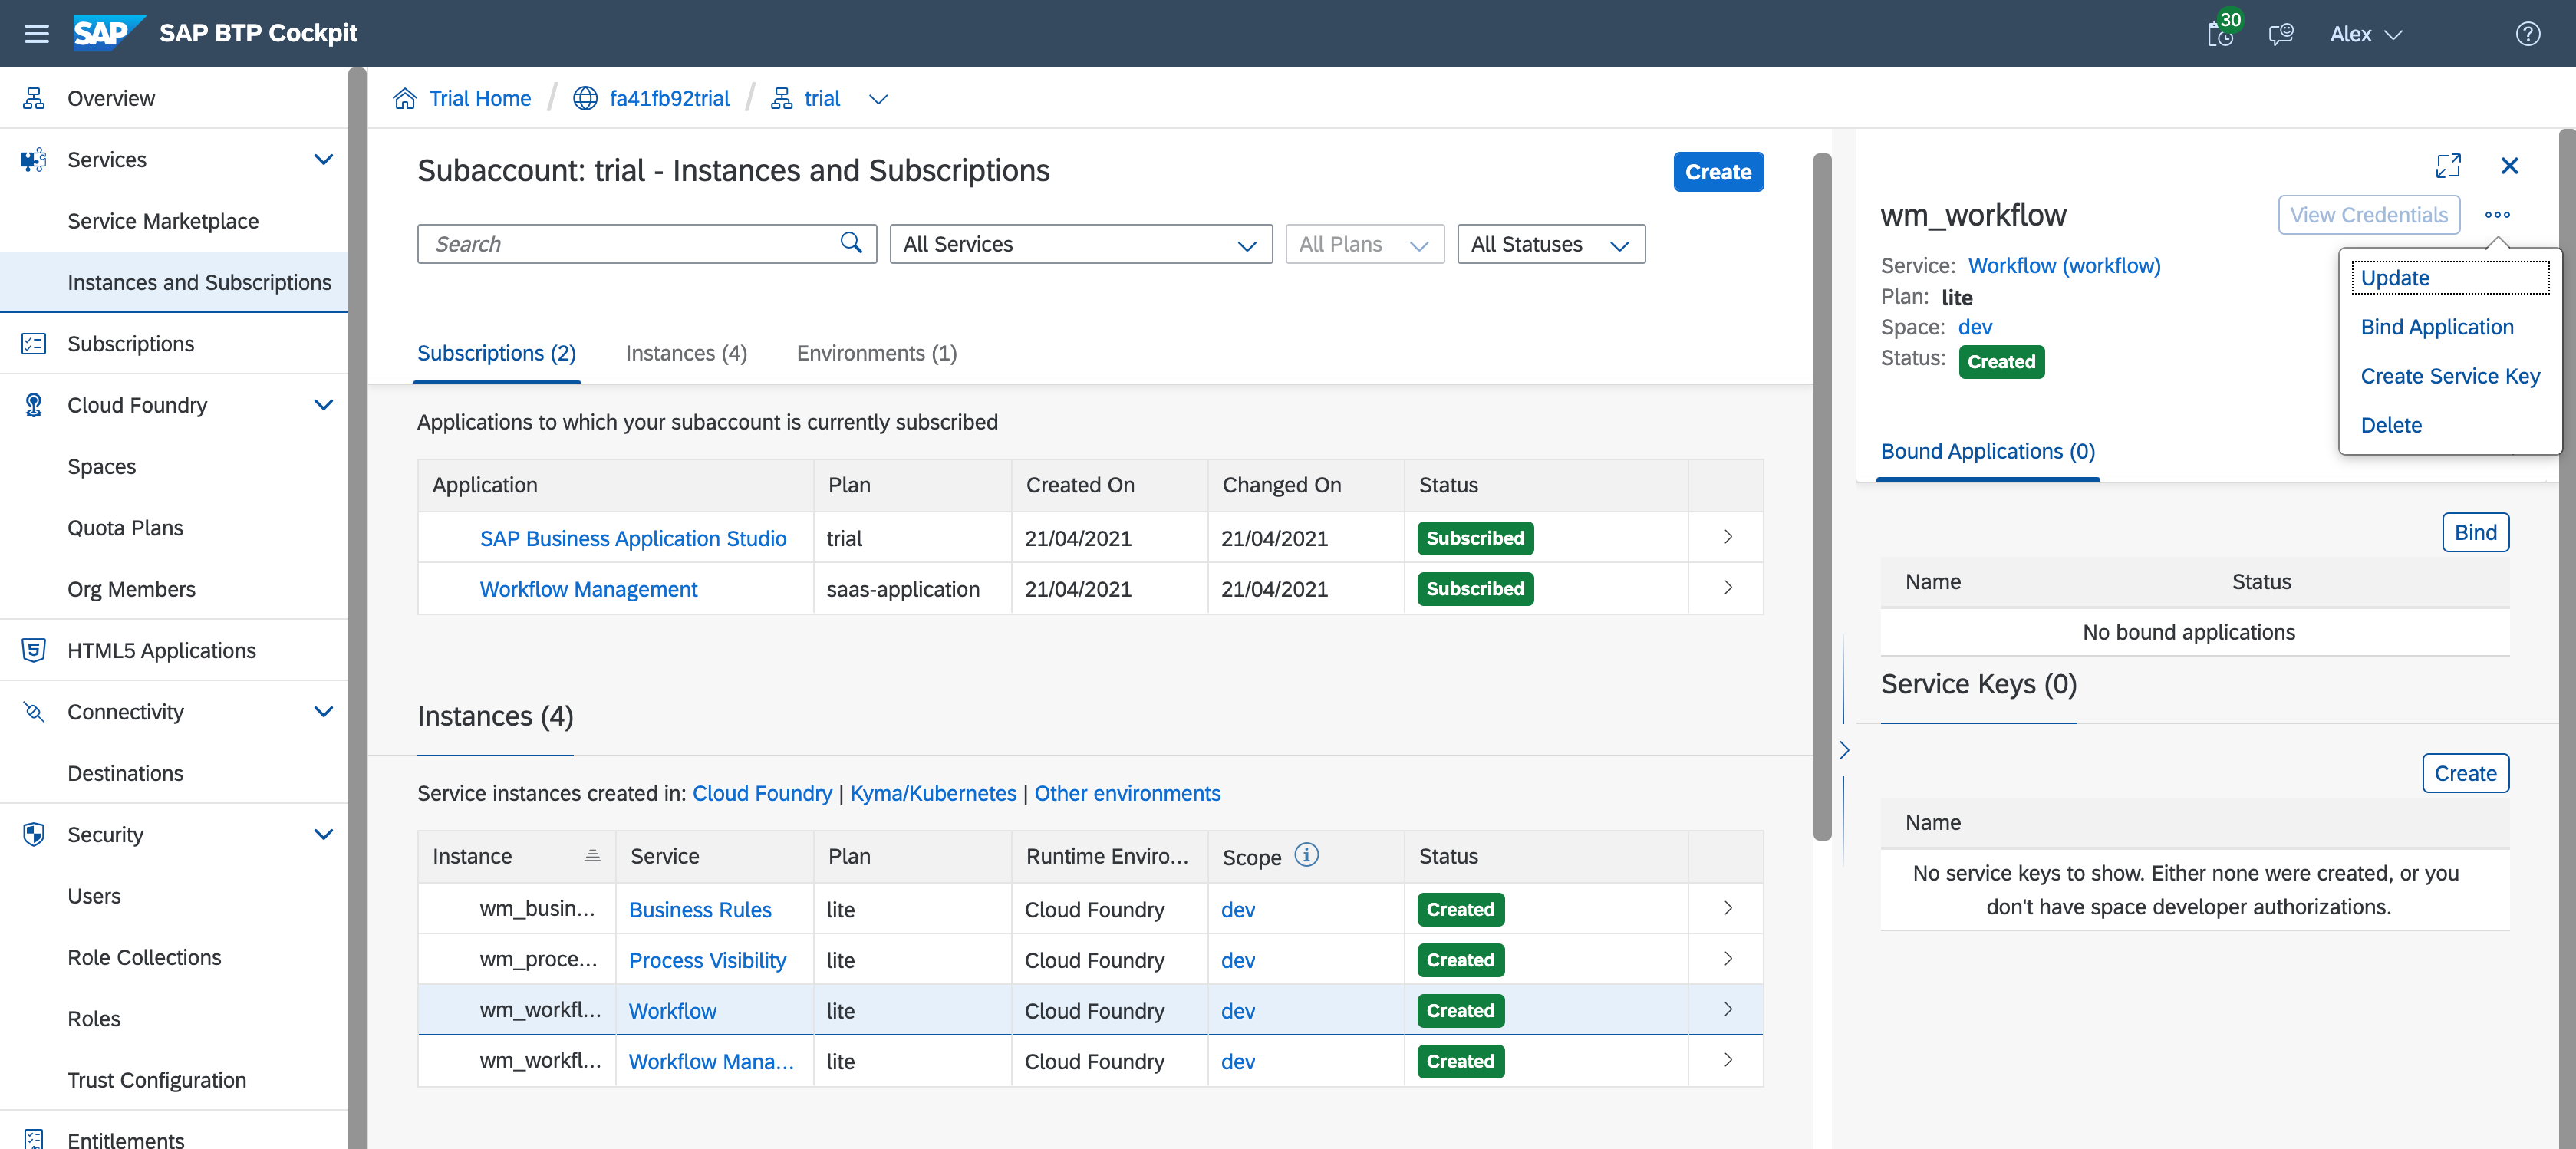 SAP SAP BTP Cockpit
30
Alex
Overview
Services
Service Marketplace
Instances and Subscriptions
Subscriptions
Cloud Foundry
Spaces
Quota Plans
Org Members
HTML5 Applications
Connectivity
Destinations
Security
Users
Role Collections
Roles
Trust Configuration
Entitlements
Trial Home / fa41fb92trial / trial
Subaccount: trial - Instances and Subscriptions
Create
Search
All Services
All Plans
All Statuses
Subscriptions (2) Instances (4) Environments (1)
Applications to which your subaccount is currently subscribed
Application Plan Created On Changed On Status
SAP Business Application Studio trial 21/04/2021 21/04/2021 Subscribed
Workflow Management saas-application 21/04/2021 21/04/2021 Subscribed
Instances (4)
Service instances created in: Cloud Foundry | Kyma/Kubernetes | Other environments
Instance Service Plan Runtime Enviro... Scope Status
wm_busin... Business Rules lite Cloud Foundry dev Created
wm_proce... Process Visibility lite Cloud Foundry dev Created
wm_workfl... Workflow lite Cloud Foundry dev Created
wm_workfl... Workflow Mana... lite Cloud Foundry dev Created
wm_workflow
View Credentials
Service: Workflow (workflow)
Plan: lite
Space: dev
Status: Created
Update
Bind Application
Create Service Key
Delete
Bound Applications (0)
Bind
Name Status
No bound applications
Service Keys (0)
Create
Name
No service keys to show. Either none were created, or you
don't have space developer authorizations.